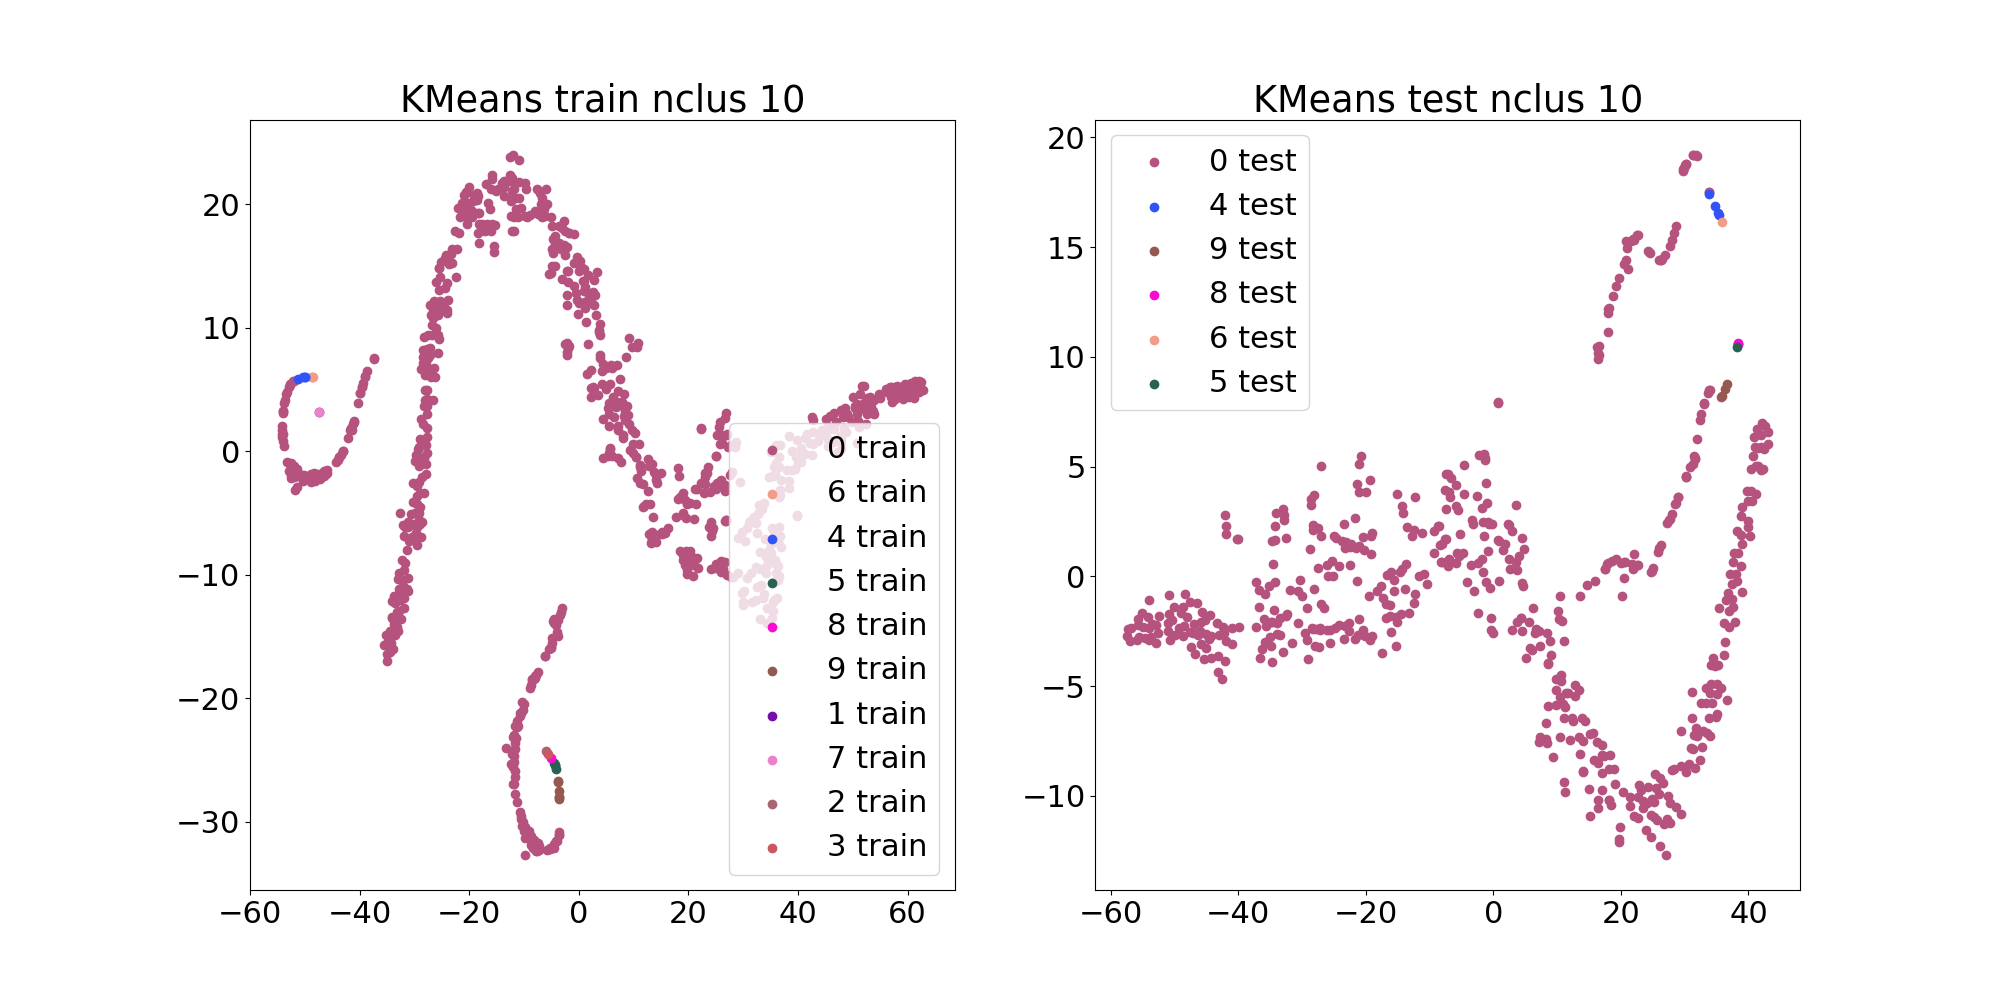 KMeans train nclus 10
20
10
0
−10
−20
−30
−60
−40
−20
0
20
40
60
0 train
6 train
4 train
5 train
8 train
9 train
1 train
7 train
2 train
3 train
KMeans test nclus 10
20
15
10
5
0
−5
−10
−60
−40
−20
0
20
40
0 test
4 test
9 test
8 test
6 test
5 test